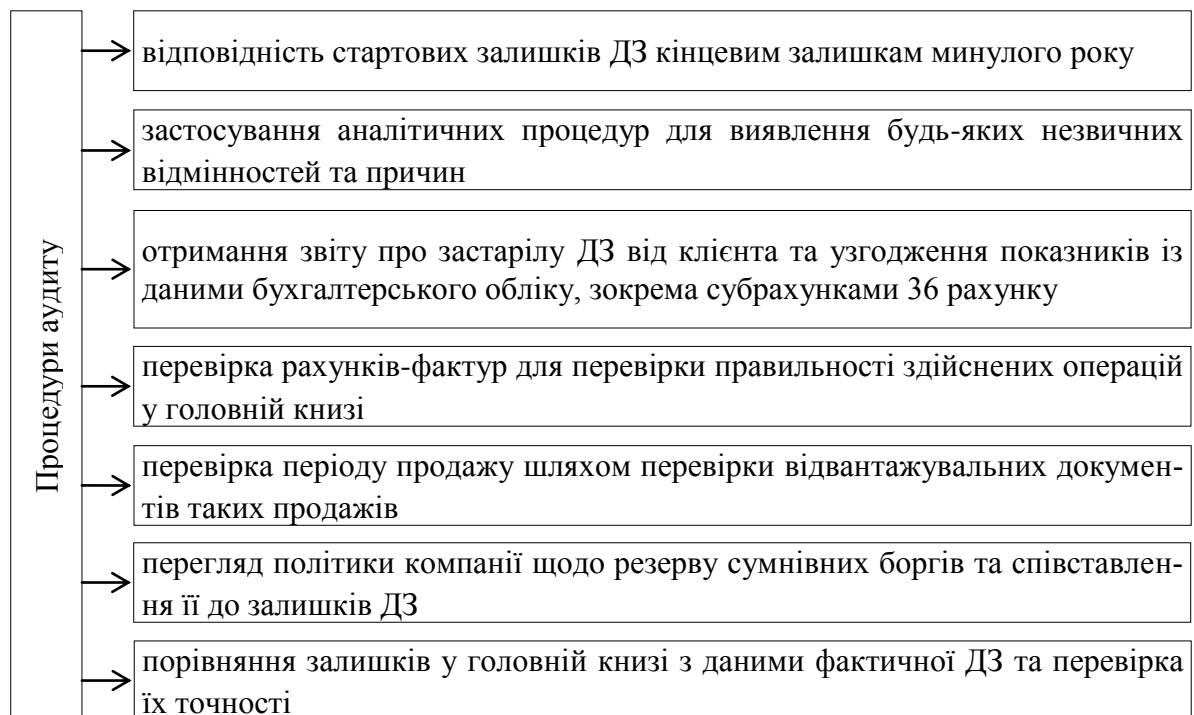 Процедури аудиту
відповідність стартових залишків ДЗ кінцевим залишкам минулого року
застосування аналітичних процедур для виявлення будь-яких незвичних
відмінностей та причин
отримання звіту про застарілу ДЗ від клієнта та узгодження показників із
даними бухгалтерського обліку, зокрема субрахунками 36 рахунку
перевірка рахунків-фактур для перевірки правильності здійснених операцій
у головній книзі
перевірка періоду продажу шляхом перевірки відвантажувальних докумен-
тів таких продажів
перегляд політики компанії щодо резерву сумнівних боргів та співставлен-
ня її до залишків ДЗ
порівняння залишків у головній книзі з даними фактичної ДЗ та перевірка
їх точності